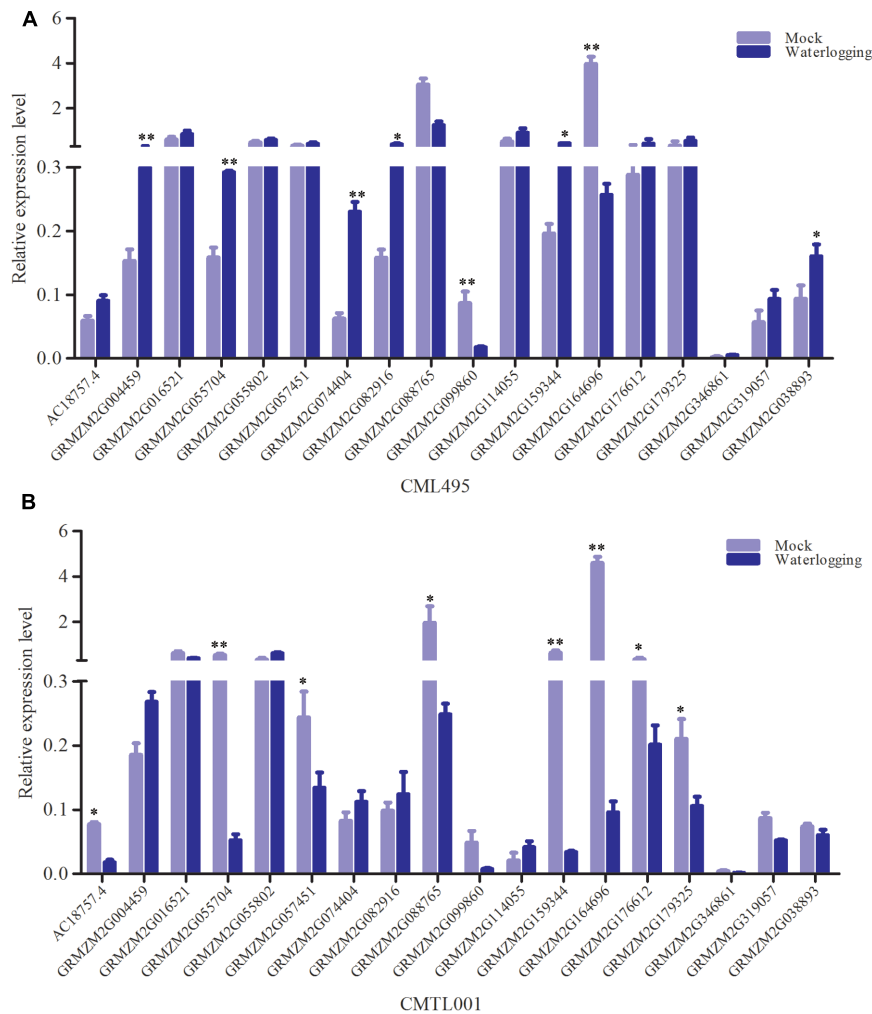 A
Mock
Waterlogging
Relative expression level
6
4
2
0.3
0.2
0.1
0.0
**
**
**
*
**
*
**
*
AC18757.4
GRMZM2G004459
GRMZM2G016521
GRMZM2G055704
GRMZM2G055802
GRMZM2G057451
GRMZM2G074404
GRMZM2G082916
GRMZM2G088765
GRMZM2G099860
GRMZM2G114055
GRMZM2G159344
GRMZM2G164696
GRMZM2G176612
GRMZM2G179325
GRMZM2G346861
GRMZM2G319057
GRMZM2G038893
CML495
B
Mock
Waterlogging
Relative expression level
6
4
2
0.3
0.2
0.1
0.0
*
**
*
*
**
**
*
*
AC18757.4
GRMZM2G004459
GRMZM2G016521
GRMZM2G055704
GRMZM2G055802
GRMZM2G057451
GRMZM2G074404
GRMZM2G082916
GRMZM2G088765
GRMZM2G099860
GRMZM2G114055
GRMZM2G159344
GRMZM2G164696
GRMZM2G176612
GRMZM2G179325
GRMZM2G346861
GRMZM2G319057
GRMZM2G038893
CMTL001